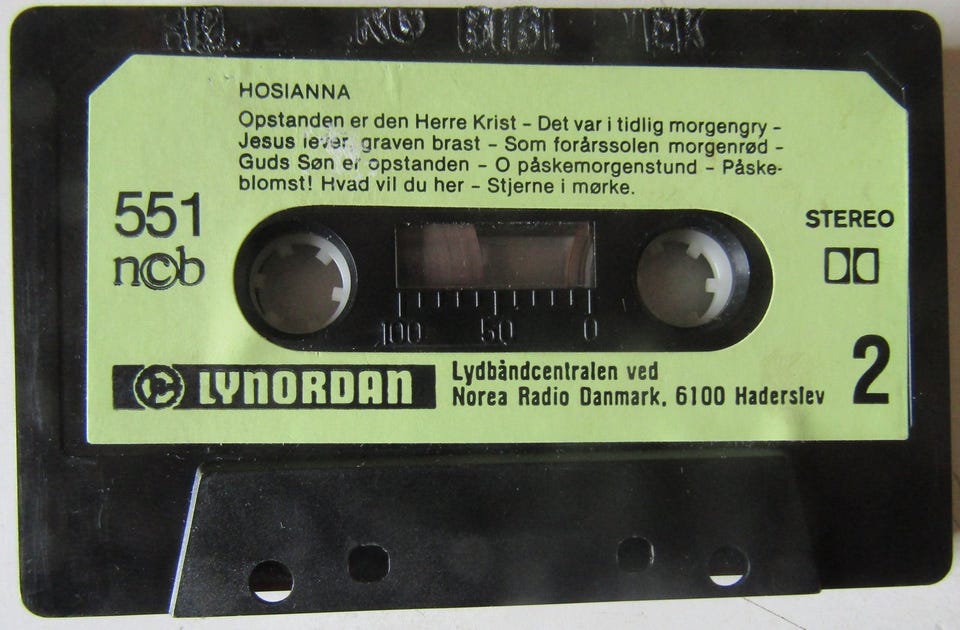 HOSIANNA
Opstanden er den Herre Krist – Det var i tidlig morgengry –
Jesus lever, graven brast – Som forårssolen morgenrød –
Guds Søn er opstanden – O påskemorgenstund – Påske-
blomst! Hvad vil du her – Stjerne i mørke.
551
n©b
STEREO
100 50 0
LYNORDAN
Lydbåndcentralen ved
Norea Radio Danmark, 6100 Haderslev
2